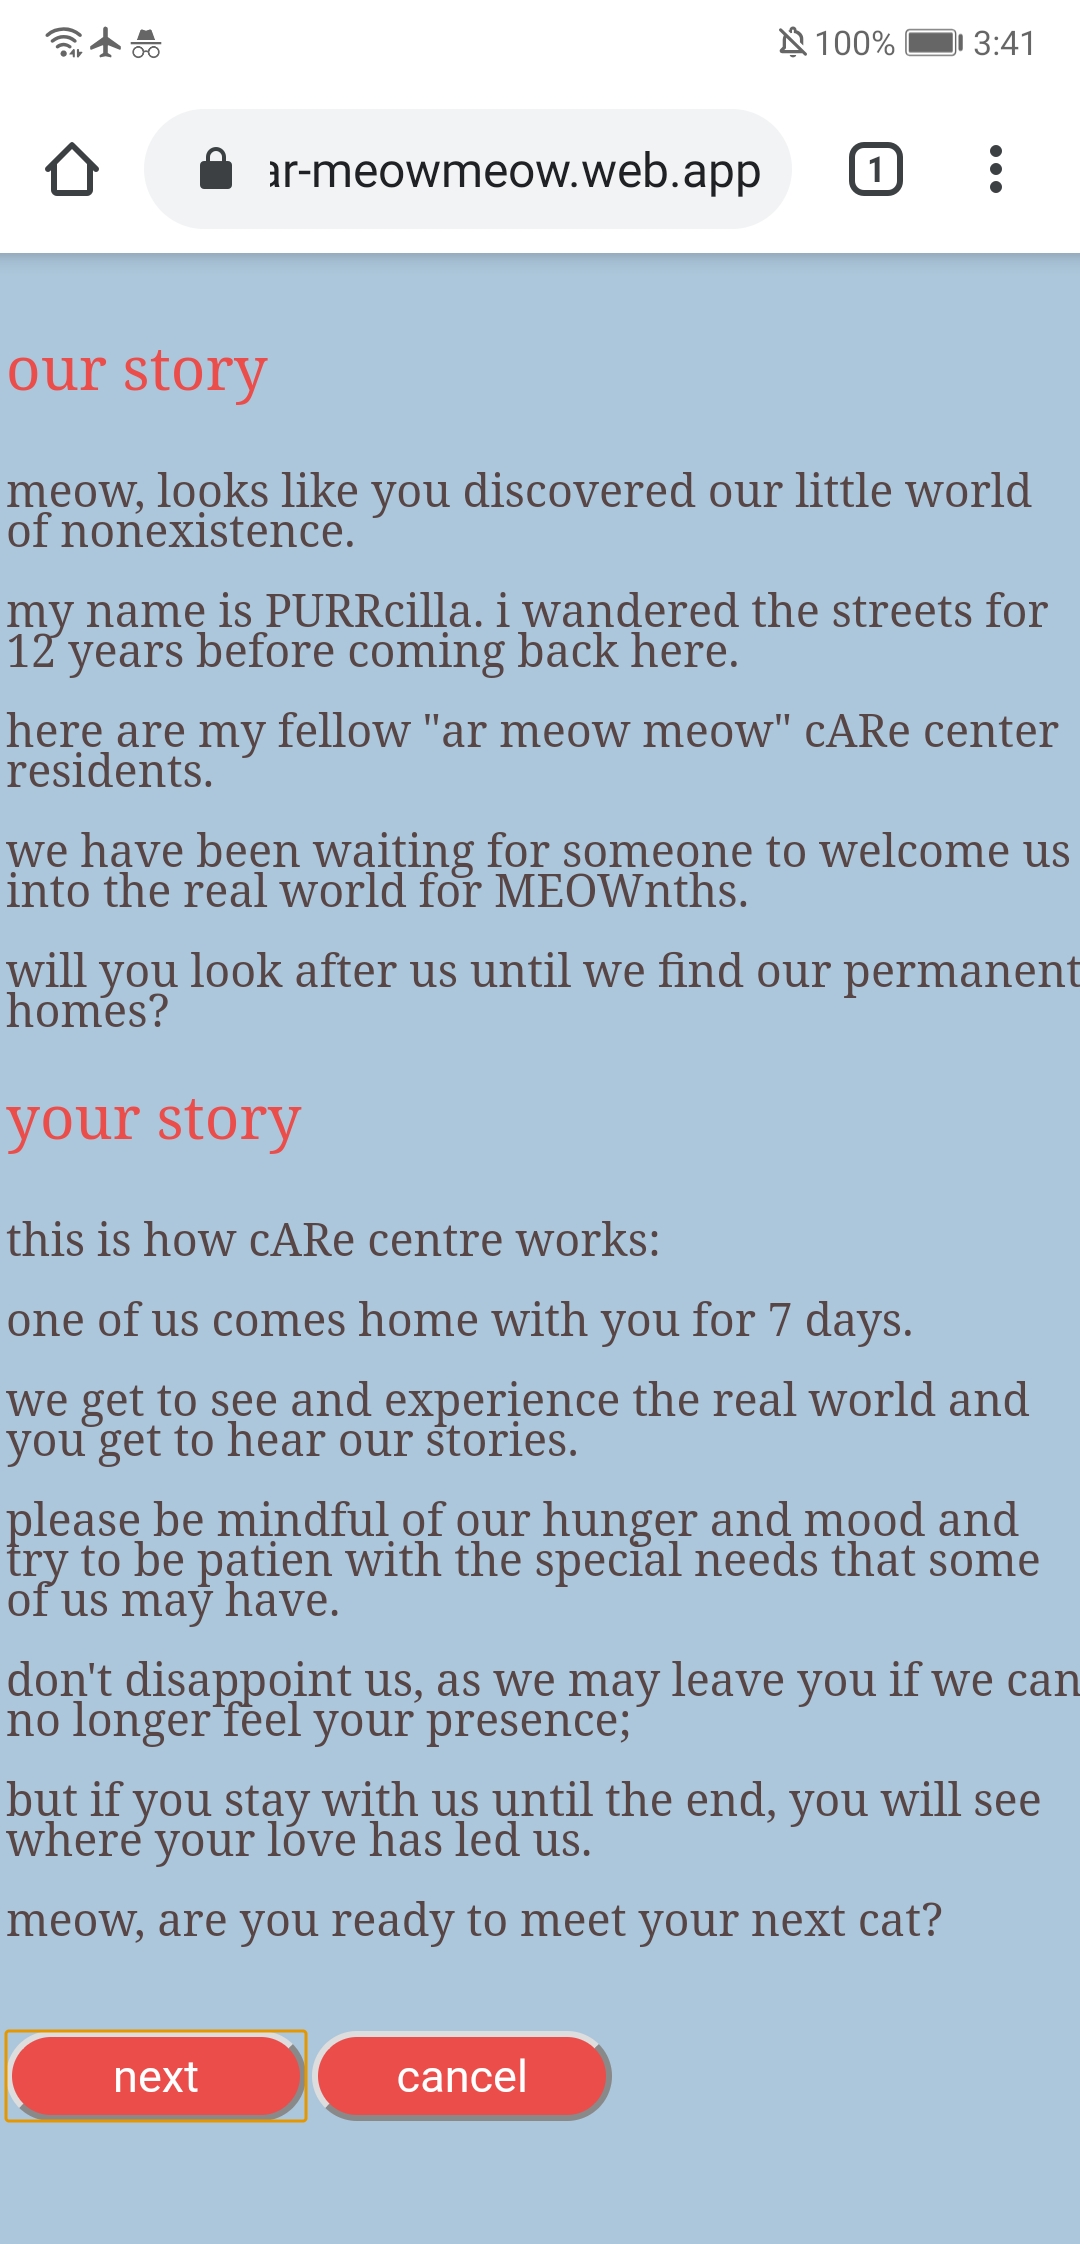 100% 3:41
ar-meowmeow.web.app
1
our story
meow, looks like you discovered our little world
of nonexistence.
my name is PURRcilla. i wandered the streets for
12 years before coming back here.
here are my fellow "ar meow meow" cARe center
residents.
we have been waiting for someone to welcome us
into the real world for MEOWnths.
will you look after us until we find our permanent
homes?
your story
this is how cARe centre works:
one of us comes home with you for 7 days.
we get to see and experience the real world and
you get to hear our stories.
please be mindful of our hunger and mood and
try to be patien with the special needs that some
of us may have.
don't disappoint us, as we may leave you if we can
no longer feel your presence;
but if you stay with us until the end, you will see
where your love has led us.
meow, are you ready to meet your next cat?
next cancel